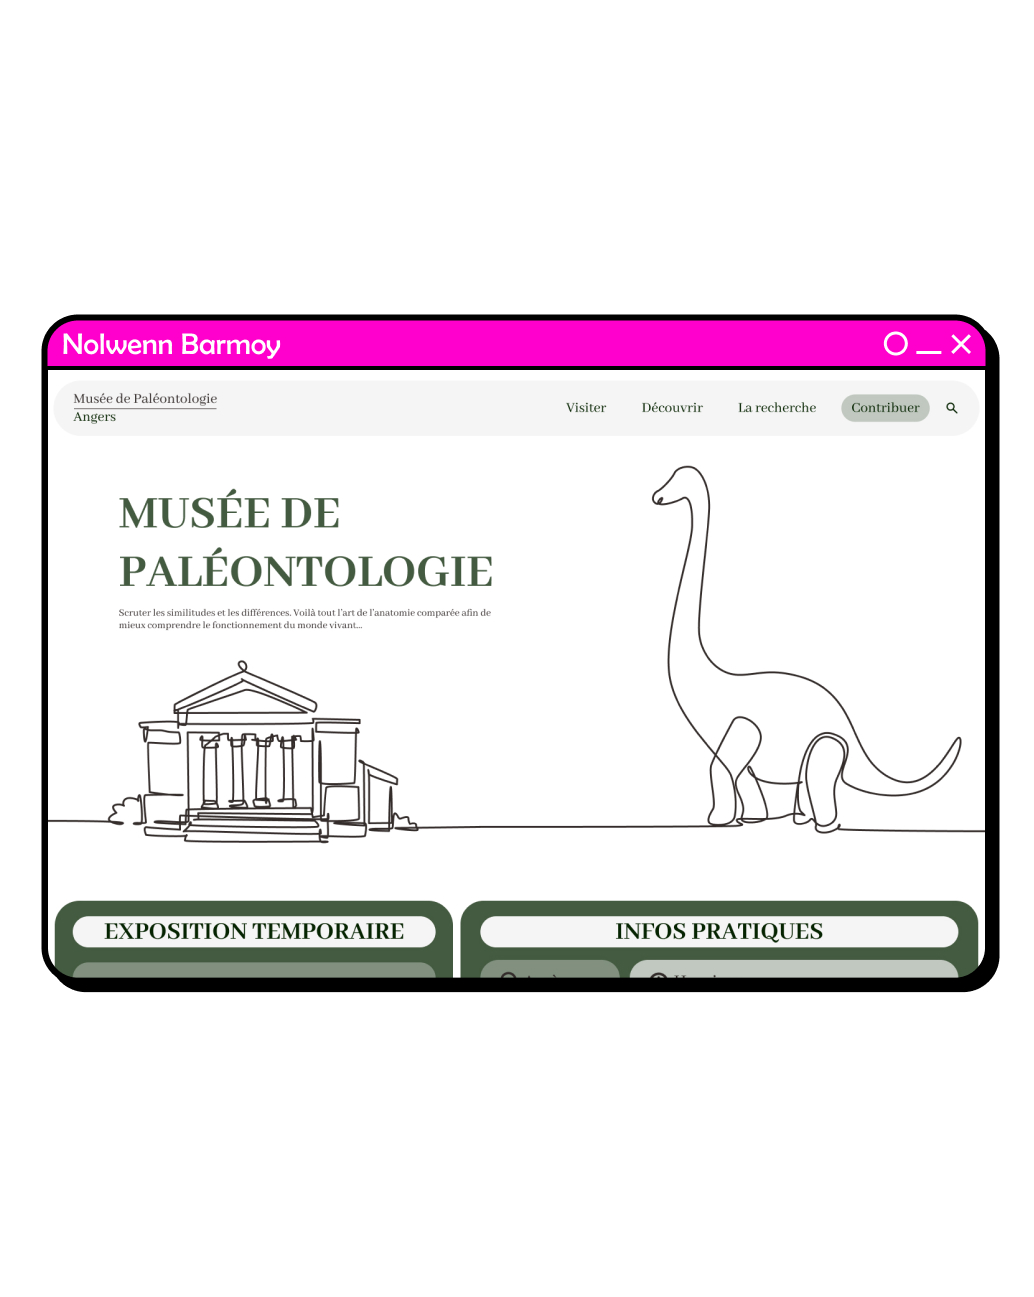 Nolwenn Barmoy
Musée de Paléontologie
Angers
Visiter
Découvrir
La recherche
Contribuer
MUSÉE DE
PALÉONTOLOGIE
Scruter les similitudes et les différences. Voilà tout l'art de l'anatomie comparée afin de
mieux comprendre le fonctionnement du monde vivant...
EXPOSITION TEMPORAIRE
INFOS PRATIQUES